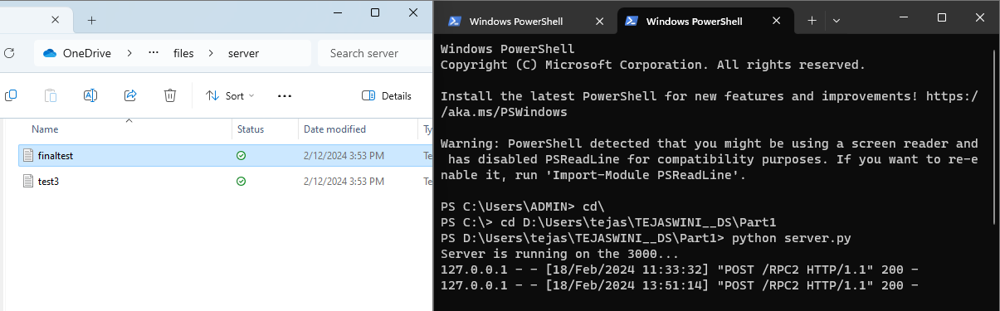 OneDrive > ··· files > server
Search server
Sort
···
Details
Name Status Date modified Ty
finaltest 2/12/2024 3:53 PM Te
test3 2/12/2024 3:53 PM Te
Windows PowerShell
Windows PowerShell
Windows PowerShell
Copyright (C) Microsoft Corporation. All rights reserved.
Install the latest PowerShell for new features and improvements! https:/
/aka.ms/PSWindows
Warning: PowerShell detected that you might be using a screen reader and
has disabled PSReadLine for compatibility purposes. If you want to re-e
nable it, run 'Import-Module PSReadLine'.
PS C:\Users\ADMIN> cd\
PS C:\> cd D:\Users\tejas\TEJASWINI__DS\Part1
PS D:\Users\tejas\TEJASWINI__DS\Part1> python server.py
Server is running on the 3000...
127.0.0.1 - - [18/Feb/2024 11:33:32] "POST /RPC2 HTTP/1.1" 200 -
127.0.0.1 - - [18/Feb/2024 13:51:14] "POST /RPC2 HTTP/1.1" 200 -